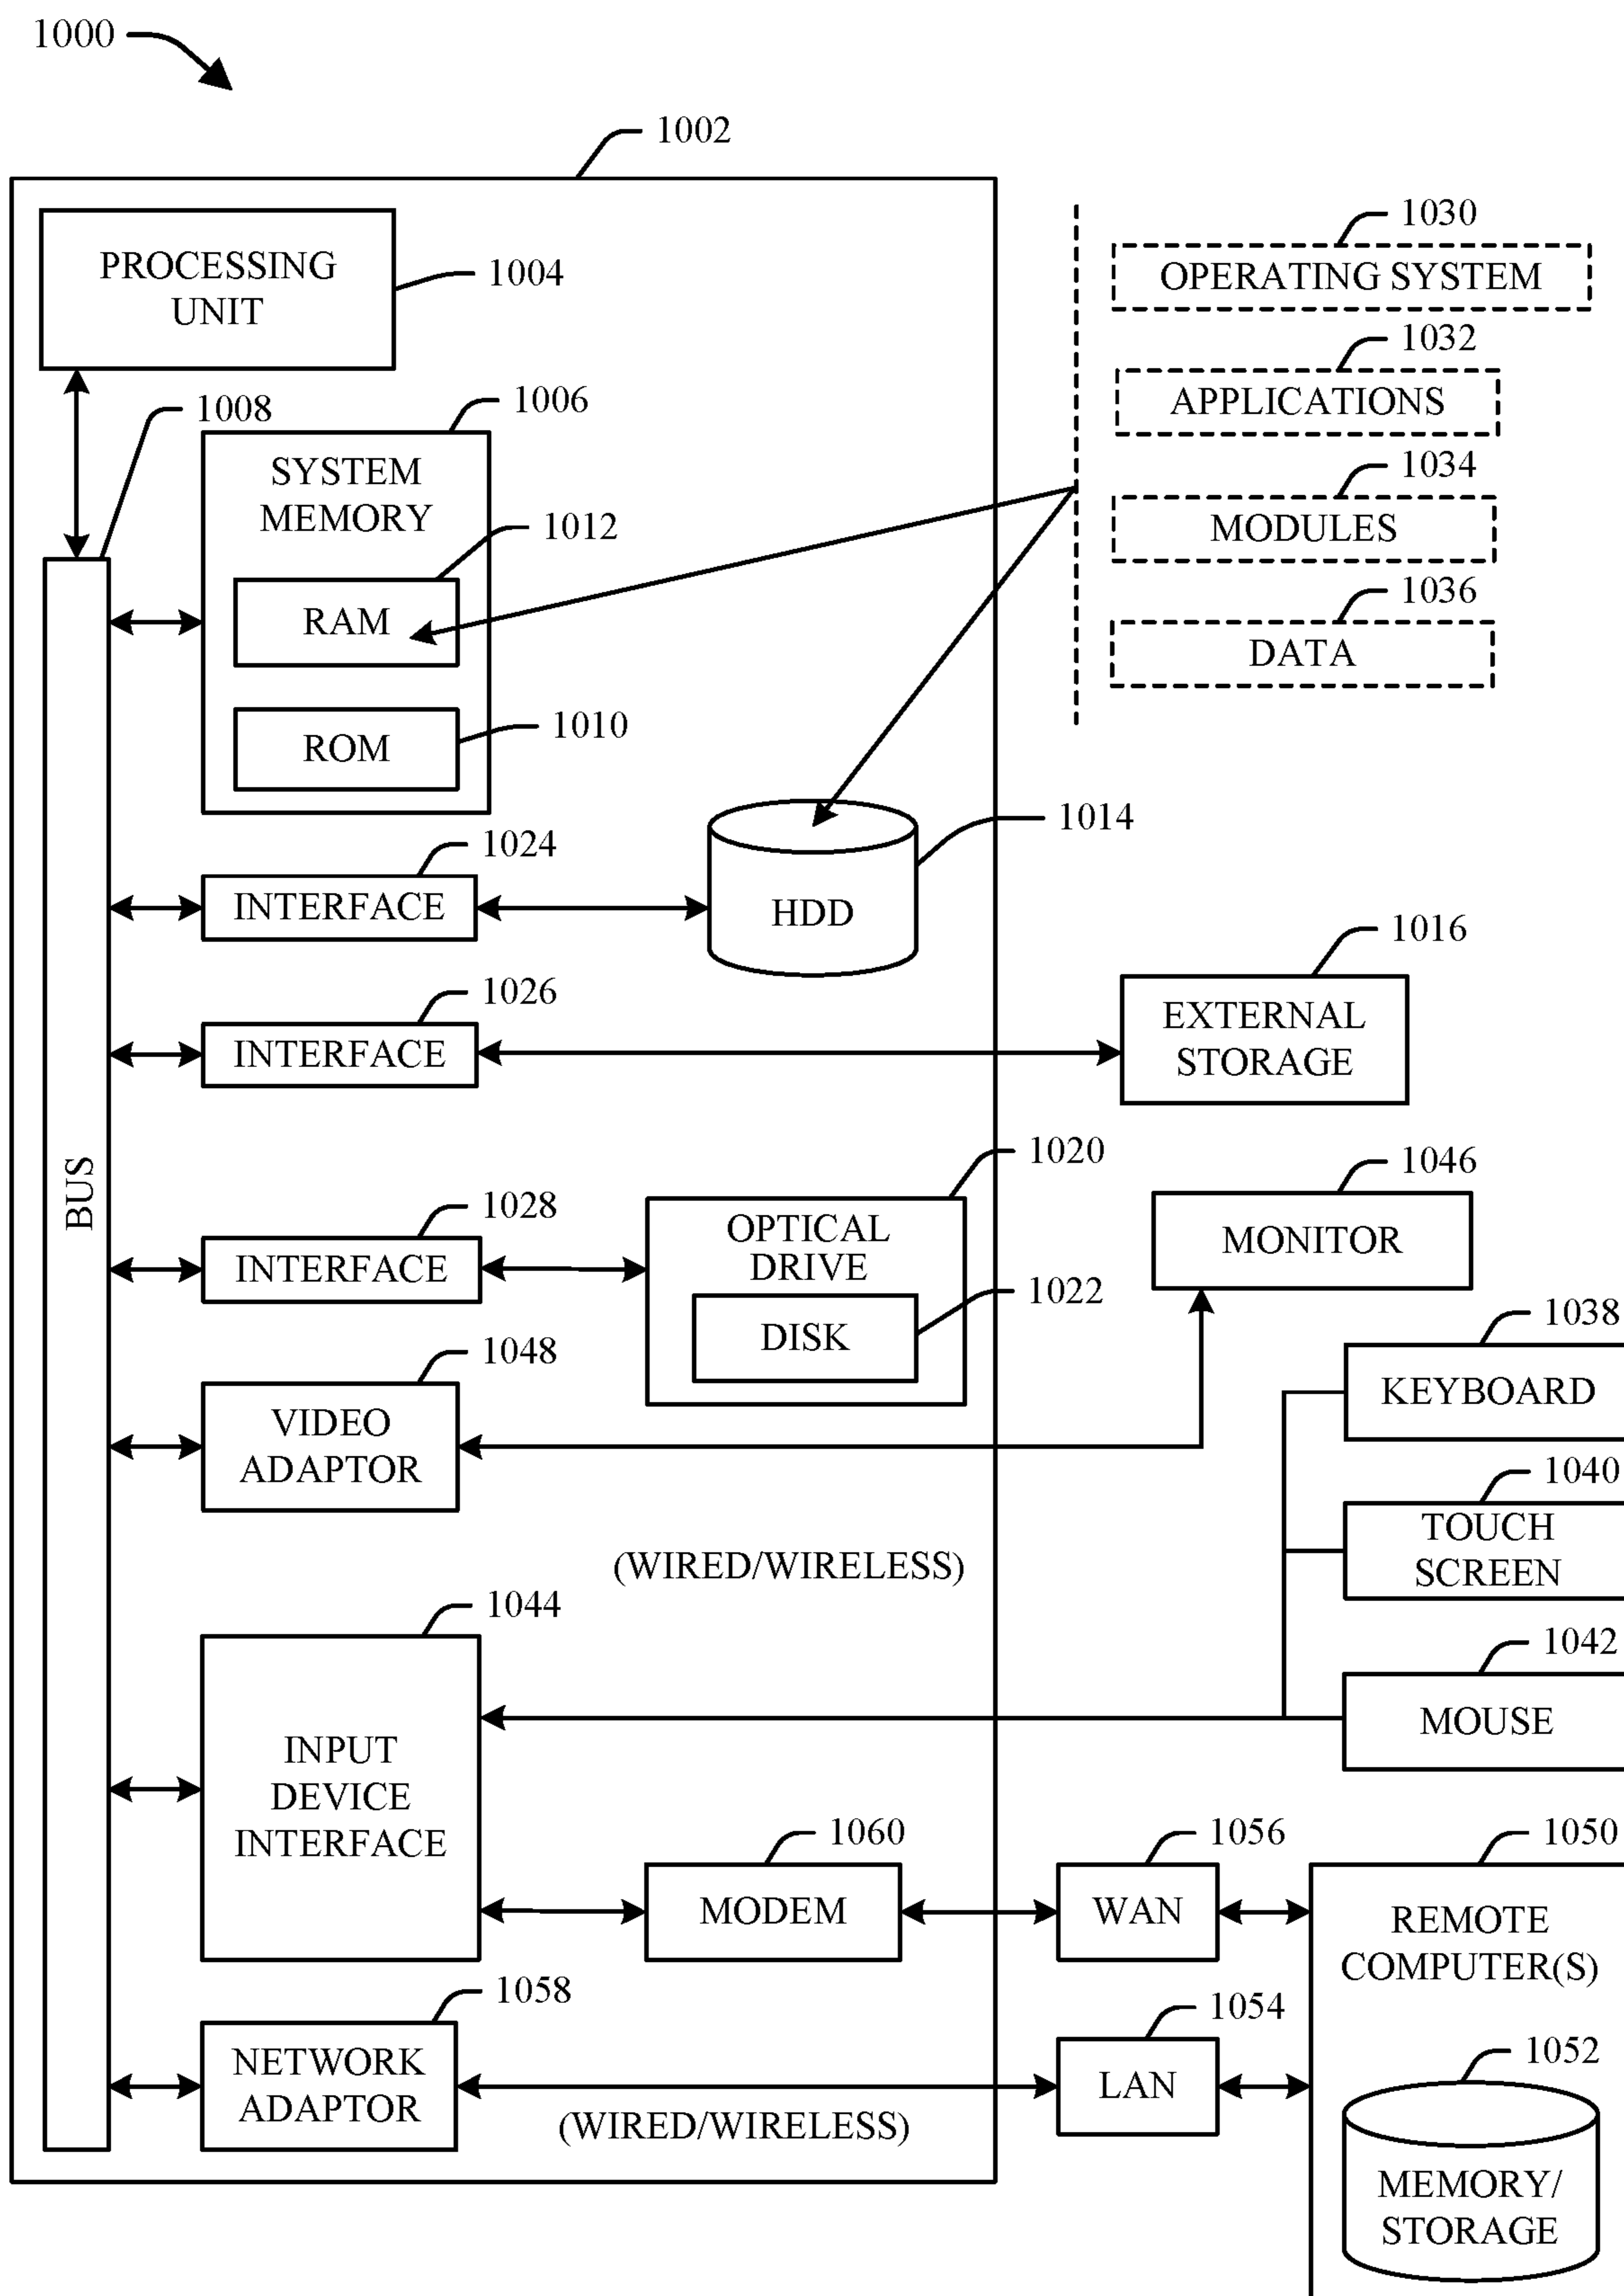 1000
1002
PROCESSING
UNIT
1004
1030
OPERATING SYSTEM
1032
APPLICATIONS
1034
MODULES
1036
DATA
1008
1006
SYSTEM
MEMORY
1012
RAM
1010
ROM
1024
INTERFACE
1014
HDD
1026
INTERFACE
1016
EXTERNAL
STORAGE
BUS
1028
INTERFACE
1020
OPTICAL
DRIVE
1022
DISK
1046
MONITOR
1048
VIDEO
ADAPTOR
1038
KEYBOARD
1040
TOUCH
SCREEN
(WIRED/WIRELESS)
1042
MOUSE
1044
INPUT
DEVICE
INTERFACE
1060
MODEM
1056
WAN
1050
REMOTE
COMPUTER(S)
1058
NETWORK
ADAPTOR
(WIRED/WIRELESS)
1054
LAN
1052
MEMORY/
STORAGE